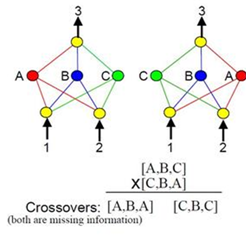 3 3
A B C C B A
1 2 1 2
[A,B,C]
X[C,B,A]
Crossovers: [A,B,A] [C,B,C]
(both are missing information)